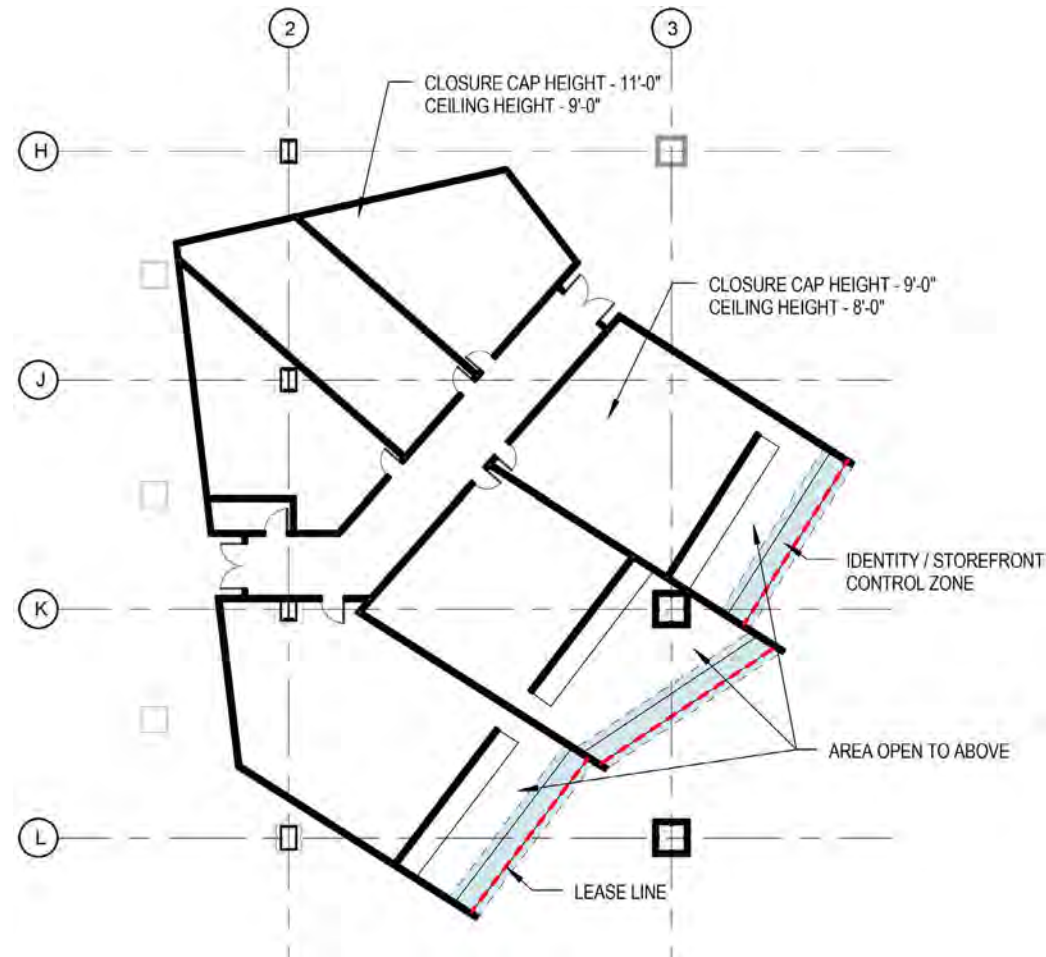 2
3
CLOSURE CAP HEIGHT - 11'-0"
CEILING HEIGHT - 9'-0"
H
CLOSURE CAP HEIGHT - 9'-0"
CEILING HEIGHT - 8'-0"
J
IDENTITY / STOREFRONT
CONTROL ZONE
K
AREA OPEN TO ABOVE
L
LEASE LINE